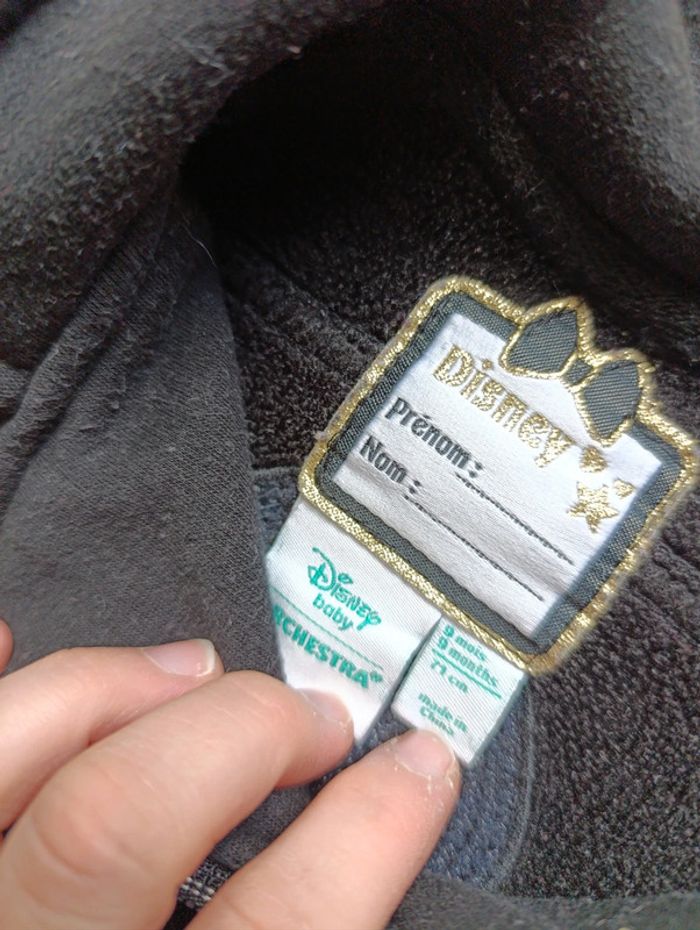 Disney
Prénom :
Nom :
Disney
baby
RCHESTRA
9 mois
9 months
71 cm
made in
China